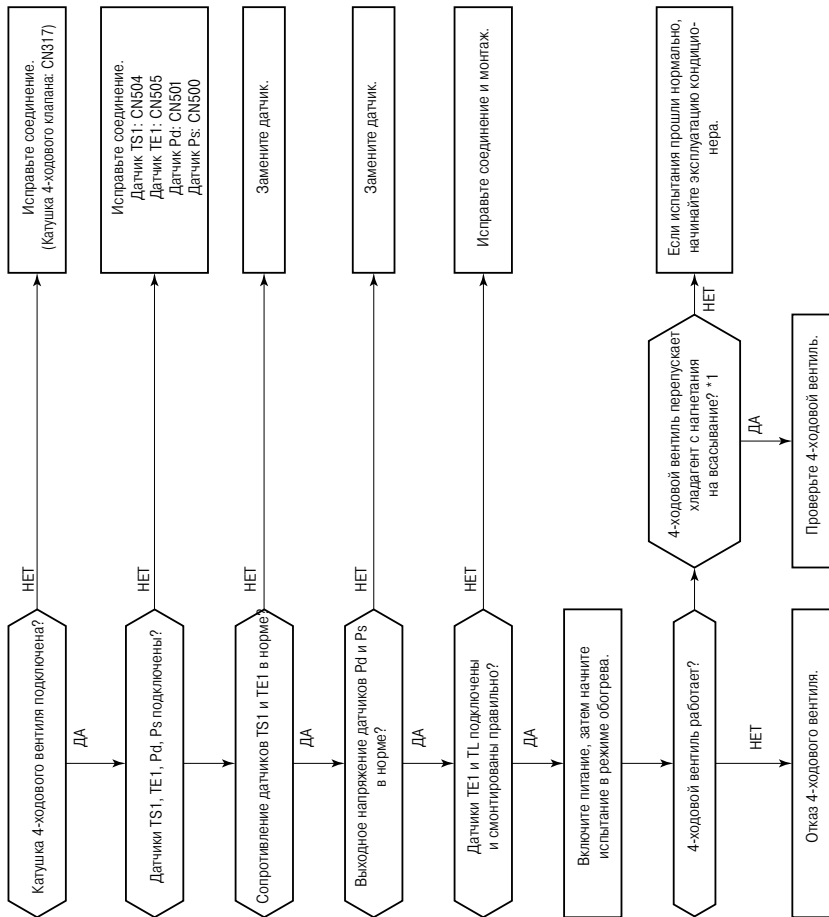 Катушка 4-ходового вентиля подключена?
НЕТ
Исправьте соединение.
(Катушка 4-ходового клапана: CN317)
ДА
Датчики TS1, TE1, Pd, Ps подключены?
НЕТ
Исправьте соединение.
Датчик TS1: CN504
Датчик TE1: CN505
Датчик Pd: CN501
Датчик Ps: CN500
Сопротивление датчиков TS1 и TE1 в норме?
НЕТ
Замените датчик.
ДА
Выходное напряжение датчиков Pd и Ps
в норме?
НЕТ
Замените датчик.
ДА
Датчики TE1 и TL подключены
и смонтированы правильно?
НЕТ
Исправьте соединение и монтаж.
ДА
Включите питание, затем начните
испытание в режиме обогрева.
4-ходовой вентиль работает?
4-ходовой вентиль перепускает
хладагент с нагнетания
на всасывание? *1
НЕТ
Если испытания прошли нормально,
начинайте эксплуатацию кондицио-
нера.
НЕТ
ДА
Отказ 4-ходового вентиля.
Проверьте 4-ходовой вентиль.